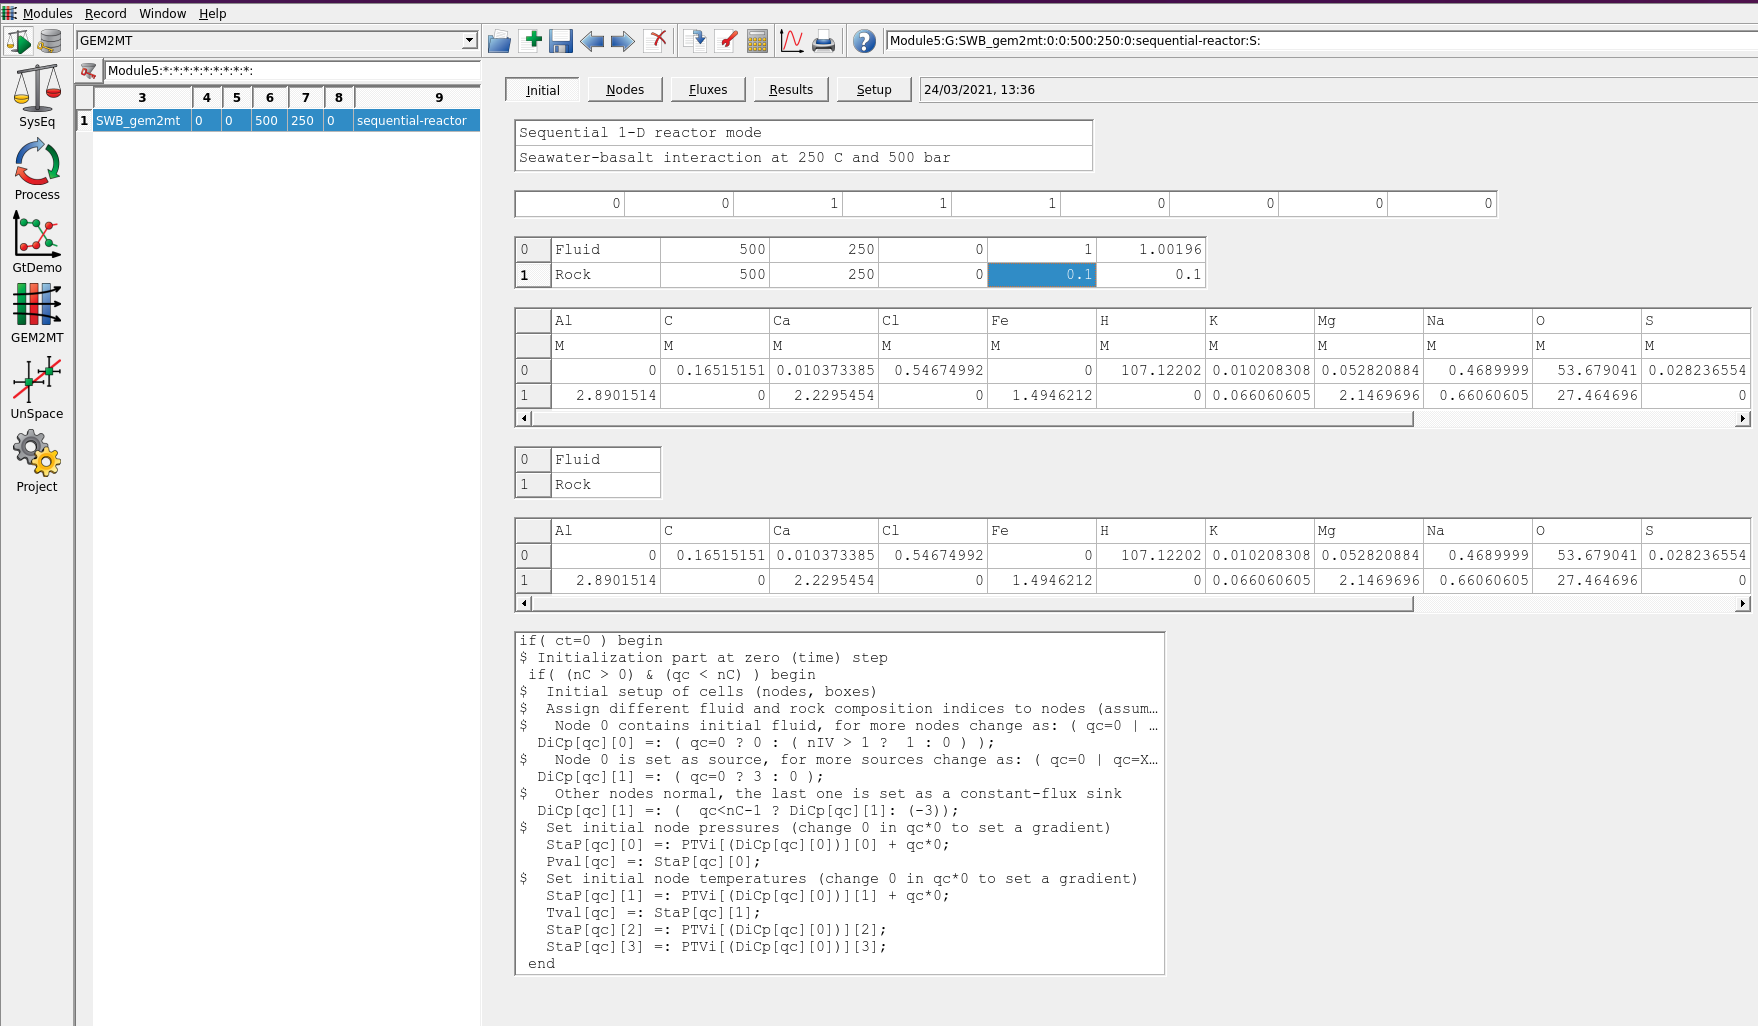 Modules Record Window Help
GEM2MT
Module5:G:SWB_gem2mt:0:0:500:250:0:sequential-reactor:S:
Module5:*:*:*:*:*:*:*:*:*:*:
3 4 5 6 7 8 9
1 SWB_gem2mt 0 0 500 250 0 sequential-reactor
SysEq
Process
GtDemo
GEM2MT
UnSpace
Project
Initial Nodes Fluxes Results Setup 24/03/2021, 13:36
Sequential 1-D reactor mode
Seawater-basalt interaction at 250 C and 500 bar
0 0 1 1 1 0 0 0 0
0 Fluid 500 250 0 1 1.00196
1 Rock 500 250 0 0.1 0.1
Al C Ca Cl Fe H K Mg Na O S
M M M M M M M M M M M
0 0 0.16515151 0.010373385 0.54674992 0 107.12202 0.010208308 0.052820884 0.4689999 53.679041 0.028236554
1 2.8901514 0 2.2295454 0 1.4946212 0 0.066060605 2.1469696 0.66060605 27.464696 0
0 Fluid
1 Rock
Al C Ca Cl Fe H K Mg Na O S
0 0 0.16515151 0.010373385 0.54674992 0 107.12202 0.010208308 0.052820884 0.4689999 53.679041 0.028236554
1 2.8901514 0 2.2295454 0 1.4946212 0 0.066060605 2.1469696 0.66060605 27.464696 0
if( ct=0 ) begin
$ Initialization part at zero (time) step
if( (nC > 0) & (qc < nC) ) begin
$ Initial setup of cells (nodes, boxes)
$ Assign different fluid and rock composition indices to nodes (assum…
$ Node 0 contains initial fluid, for more nodes change as: ( qc=0 | …
DiCp[qc][0] =: ( qc=0 ? 0 : ( nIV > 1 ? 1 : 0 ) );
$ Node 0 is set as source, for more sources change as: ( qc=0 | qc=X…
DiCp[qc][1] =: ( qc=0 ? 3 : 0 );
$ Other nodes normal, the last one is set as a constant-flux sink
DiCp[qc][1] =: ( qc<nC-1 ? DiCp[qc][1]: (-3));
$ Set initial node pressures (change 0 in qc*0 to set a gradient)
StaP[qc][0] =: PTVi[(DiCp[qc][0])][0] + qc*0;
Pval[qc] =: StaP[qc][0];
$ Set initial node temperatures (change 0 in qc*0 to set a gradient)
StaP[qc][1] =: PTVi[(DiCp[qc][0])][1] + qc*0;
Tval[qc] =: StaP[qc][1];
StaP[qc][2] =: PTVi[(DiCp[qc][0])][2];
StaP[qc][3] =: PTVi[(DiCp[qc][0])][3];
end